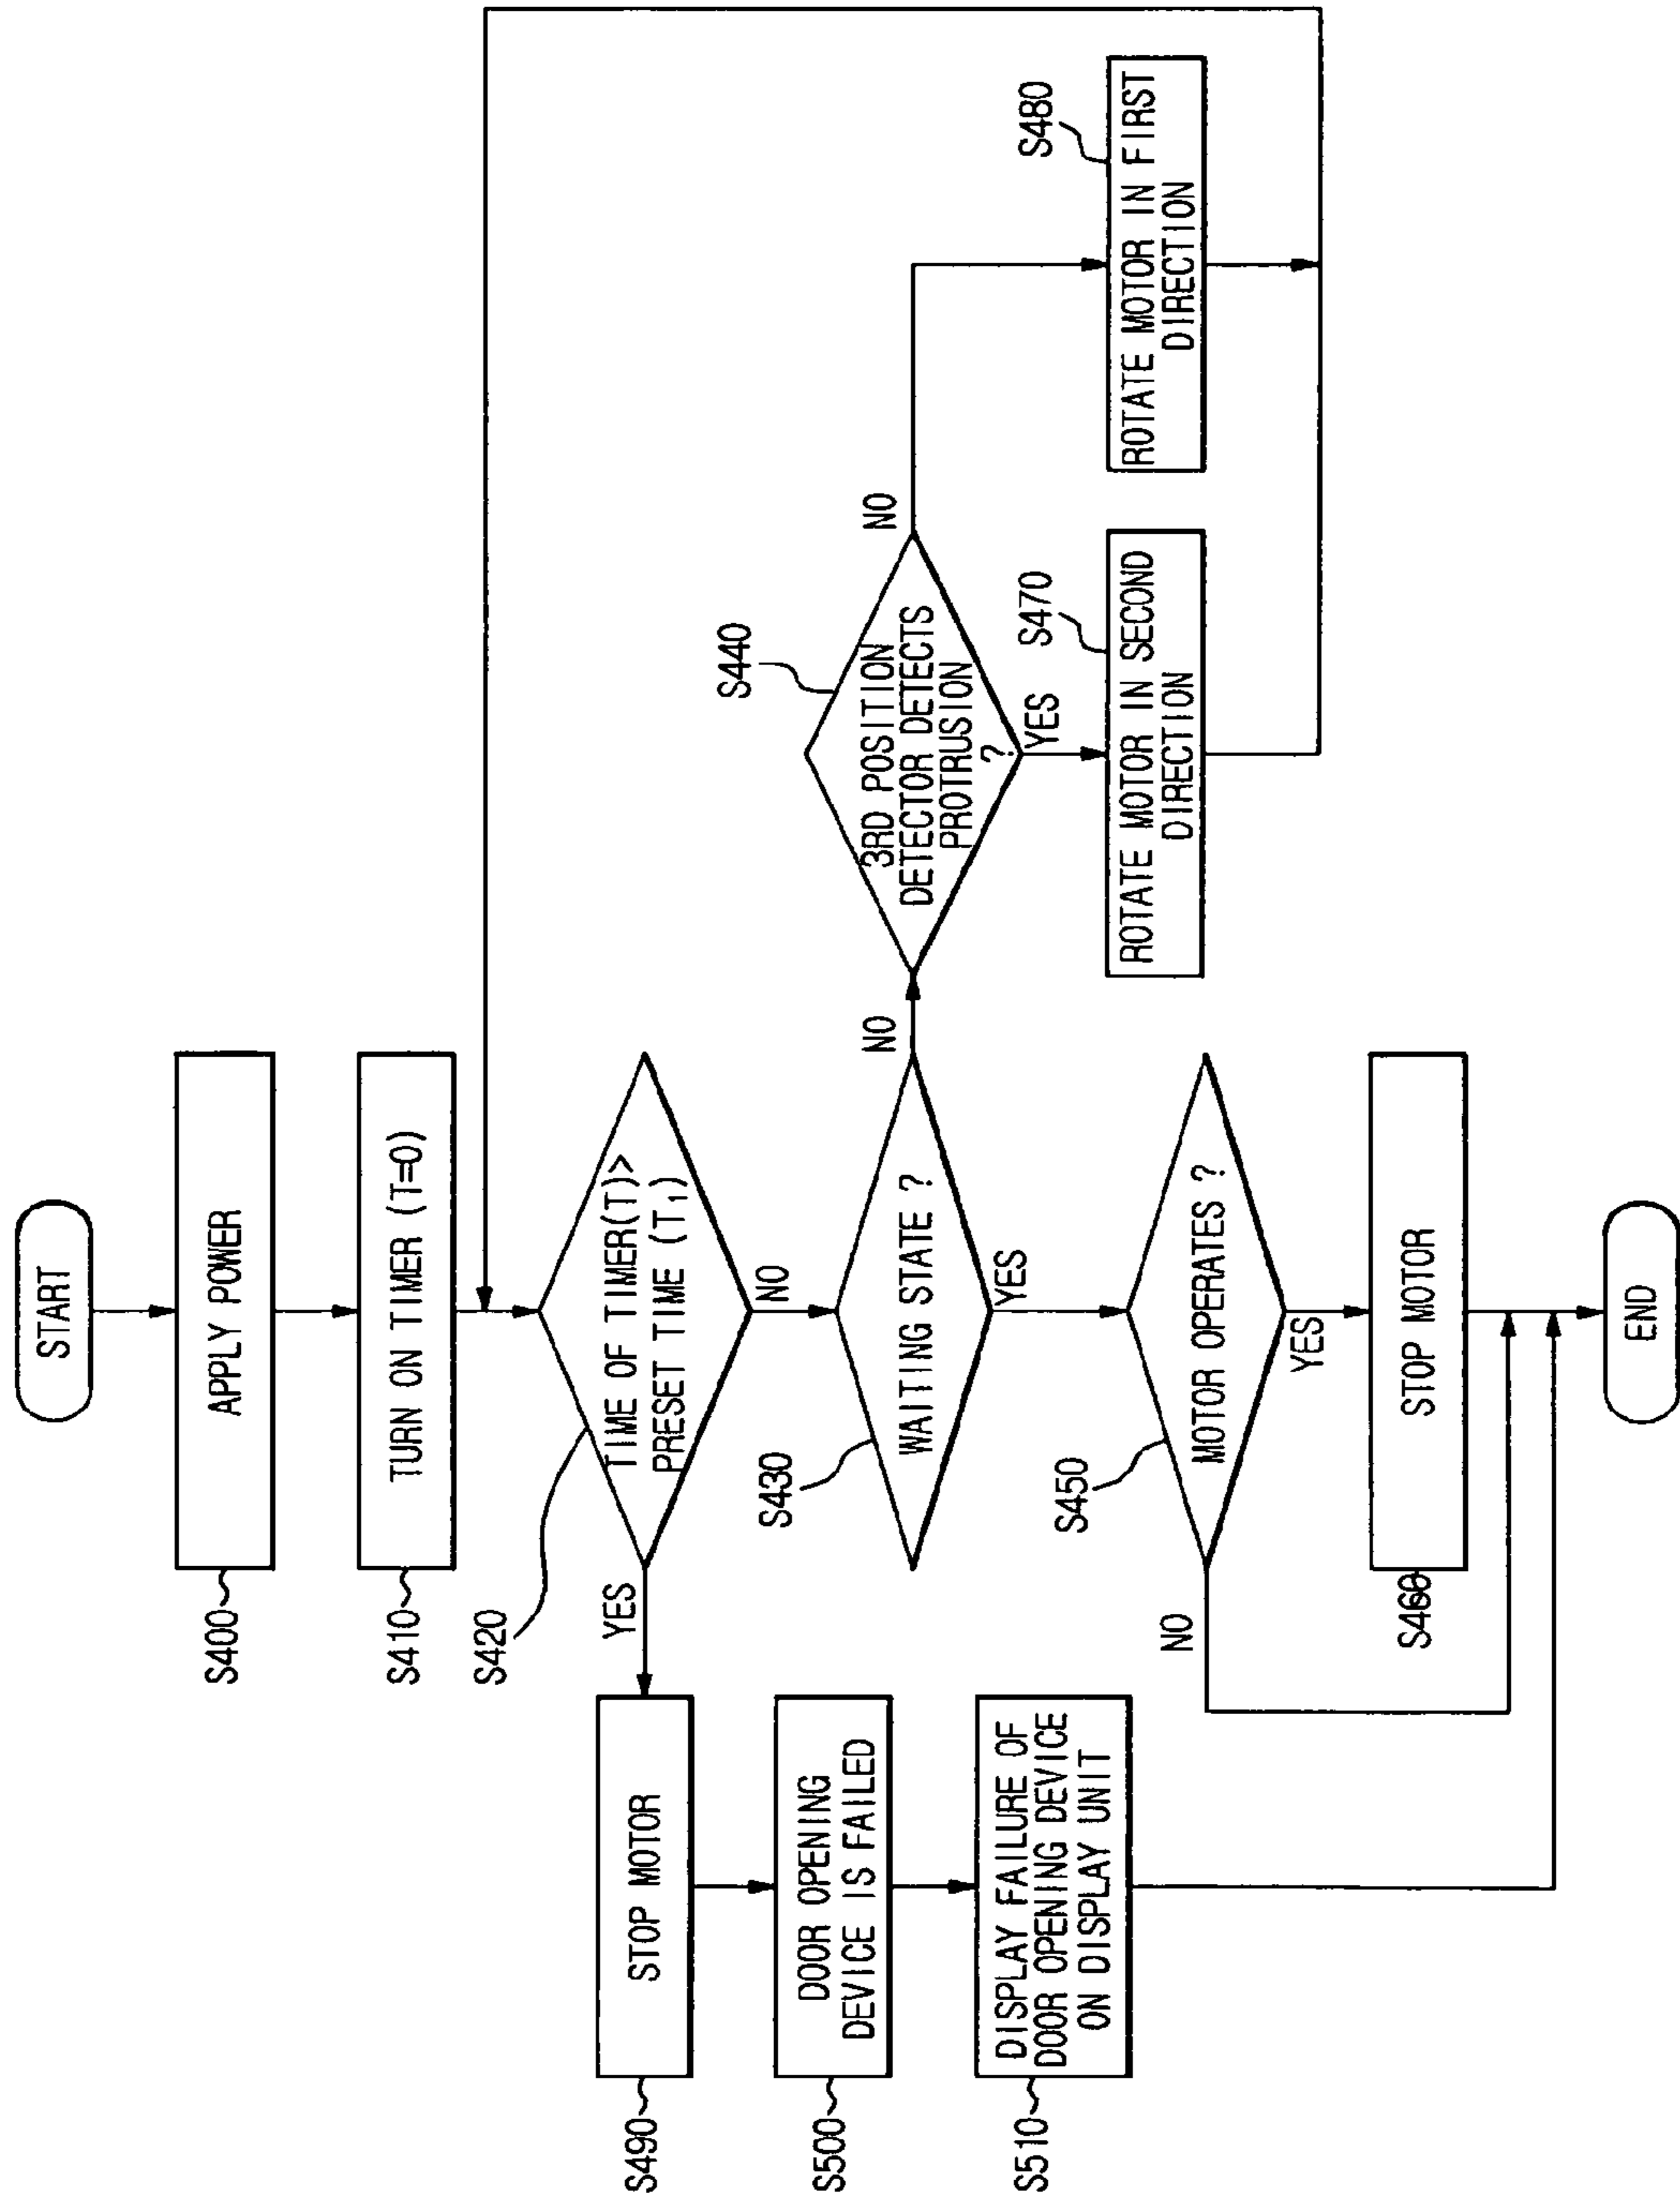 START
S400
APPLY POWER
S410
TURN ON TIMER (T=0)
S420
TIME OF TIMER(T)>
PRESET TIME (T₁)
YES
NO
S490
STOP MOTOR
S430
WAITING STATE ?
NO
YES
S440
3RD POSITION
DETECTOR DETECTS
PROTRUSION
?
NO
YES
S500
DOOR OPENING
DEVICE IS FAILED
S510
DISPLAY FAILURE OF
DOOR OPENING DEVICE
ON DISPLAY UNIT
S450
MOTOR OPERATES ?
NO
YES
S470
ROTATE MOTOR IN SECOND
DIRECTION
S480
ROTATE MOTOR IN FIRST
DIRECTION
S460
STOP MOTOR
END